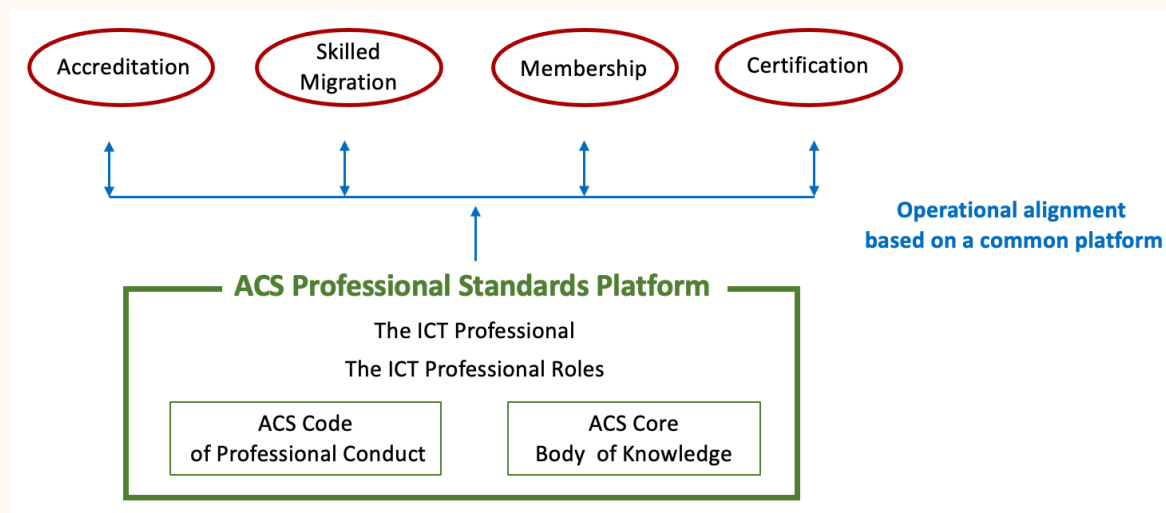 Accreditation
Skilled
Migration
Membership
Certification
Operational alignment
based on a common platform
ACS Professional Standards Platform
The ICT Professional
The ICT Professional Roles
ACS Code
of Professional Conduct
ACS Core
Body of Knowledge